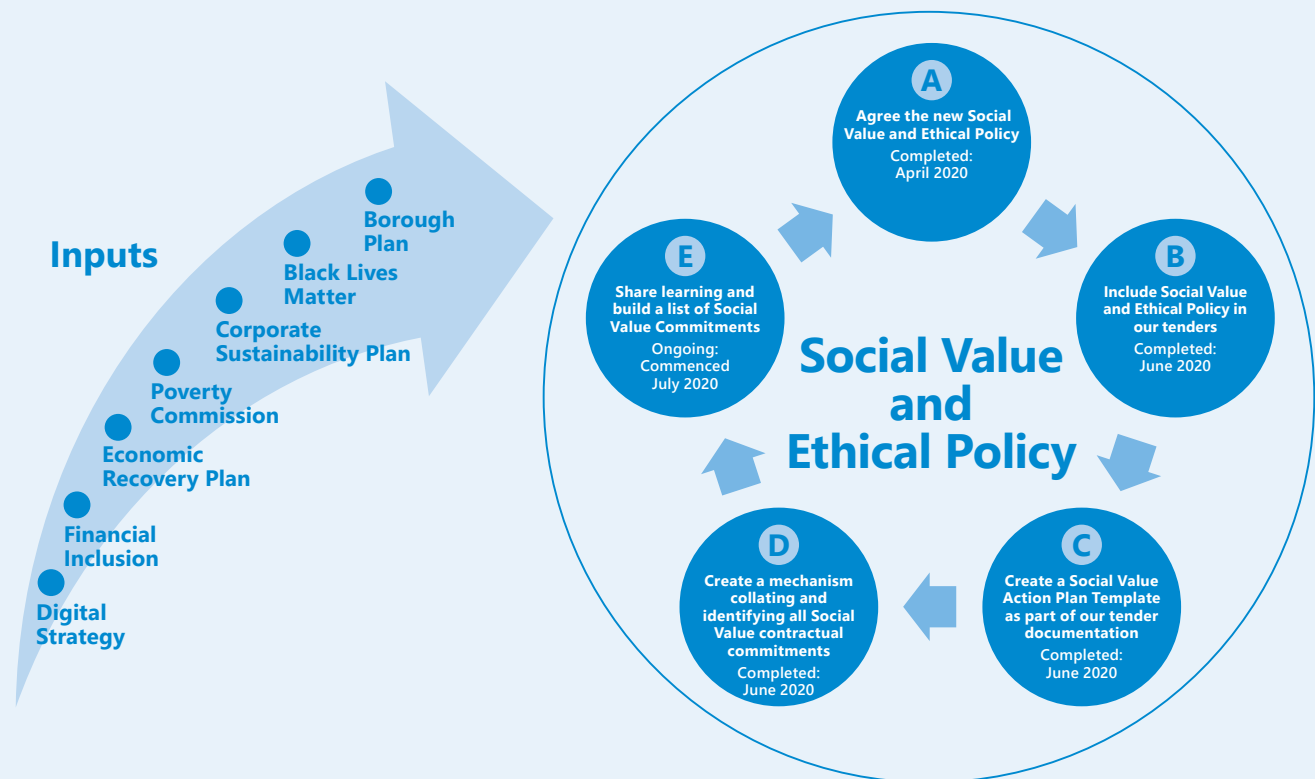 Inputs
Borough
Plan
Black Lives
Matter
Corporate
Sustainability Plan
Poverty
Commission
Economic
Recovery Plan
Financial
Inclusion
Digital
Strategy
Social Value
and
Ethical Policy
A
Agree the new Social
Value and Ethical Policy
Completed:
April 2020
B
Include Social Value
and Ethical Policy in
our tenders
Completed:
June 2020
C
Create a Social Value
Action Plan Template
as part of our tender
documentation
Completed:
June 2020
D
Create a mechanism
collating and
identifying all Social
Value contractual
commitments
Completed:
June 2020
E
Share learning and
build a list of Social
Value Commitments
Ongoing:
Commenced
July 2020